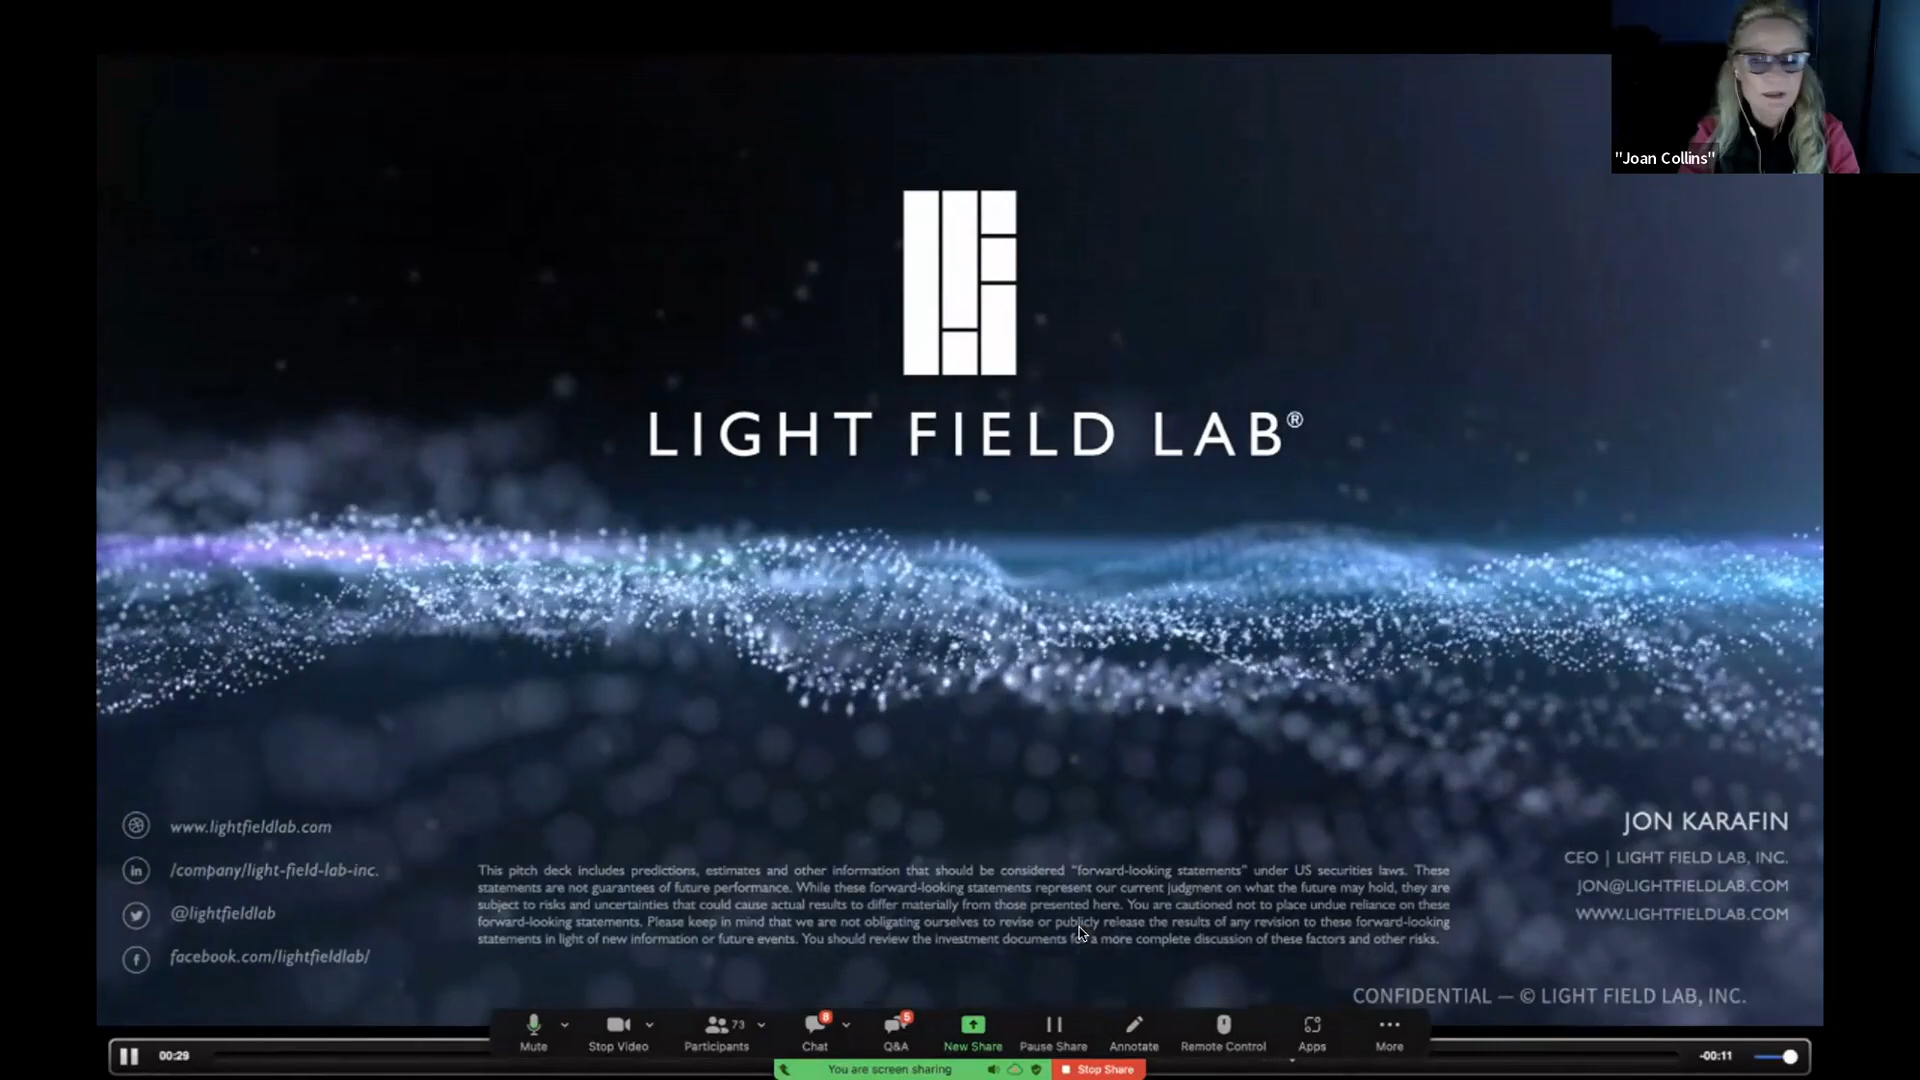 "Joan Collins"
LIGHT FIELD LAB®
www.lightfieldlab.com
/company/light-field-lab-inc.
@lightfieldlab
facebook.com/lightfieldlab/
This pitch deck includes predictions, estimates and other information that should be considered “forward-looking statements” under US securities laws. These
statements are not guarantees of future performance. While these forward-looking statements represent our current judgment on what the future may hold, they are
subject to risks and uncertainties that could cause actual results to differ materially from those presented here. You are cautioned not to place undue reliance on these
forward-looking statements. Please keep in mind that we are not obligating ourselves to revise or publicly release the results of any revision to these forward-looking
statements in light of new information or future events. You should review the investment documents for a more complete discussion of these factors and other risks.
JON KARAFIN
CEO | LIGHT FIELD LAB, INC.
JON@LIGHTFIELDLAB.COM
WWW.LIGHTFIELDLAB.COM
CONFIDENTIAL — © LIGHT FIELD LAB, INC.
73 8 5
Mute Stop Video Participants Chat Q&A New Share Pause Share Annotate Remote Control Apps More
00:29 -00:11
You are screen sharing Stop Share